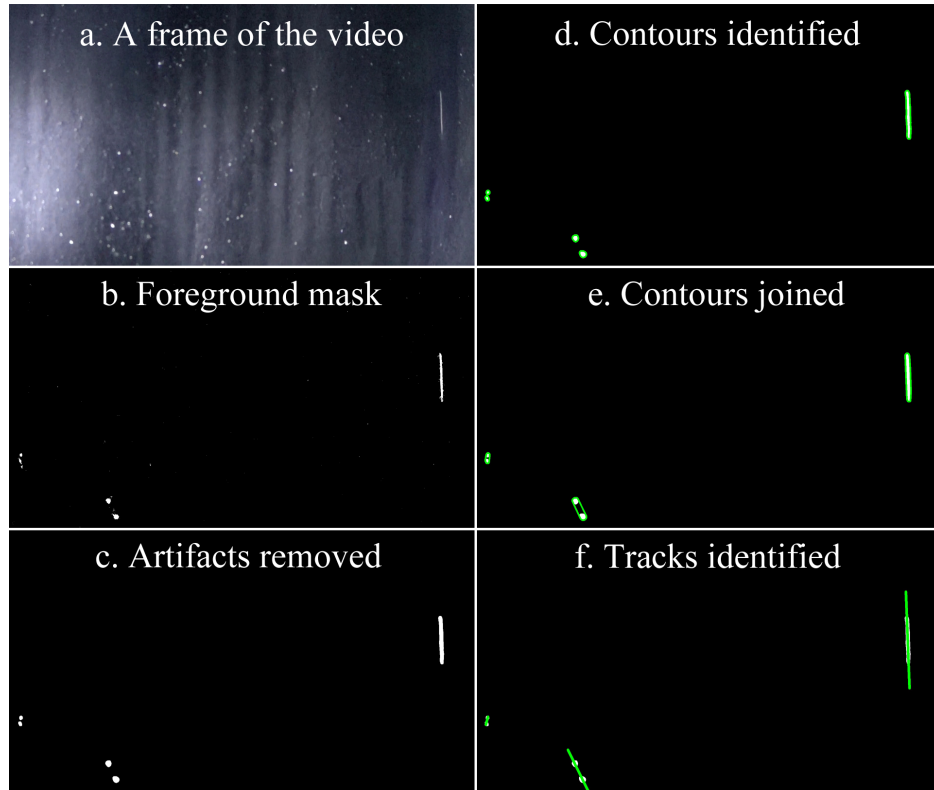 a. A frame of the video
d. Contours identified
b. Foreground mask
e. Contours joined
c. Artifacts removed
f. Tracks identified